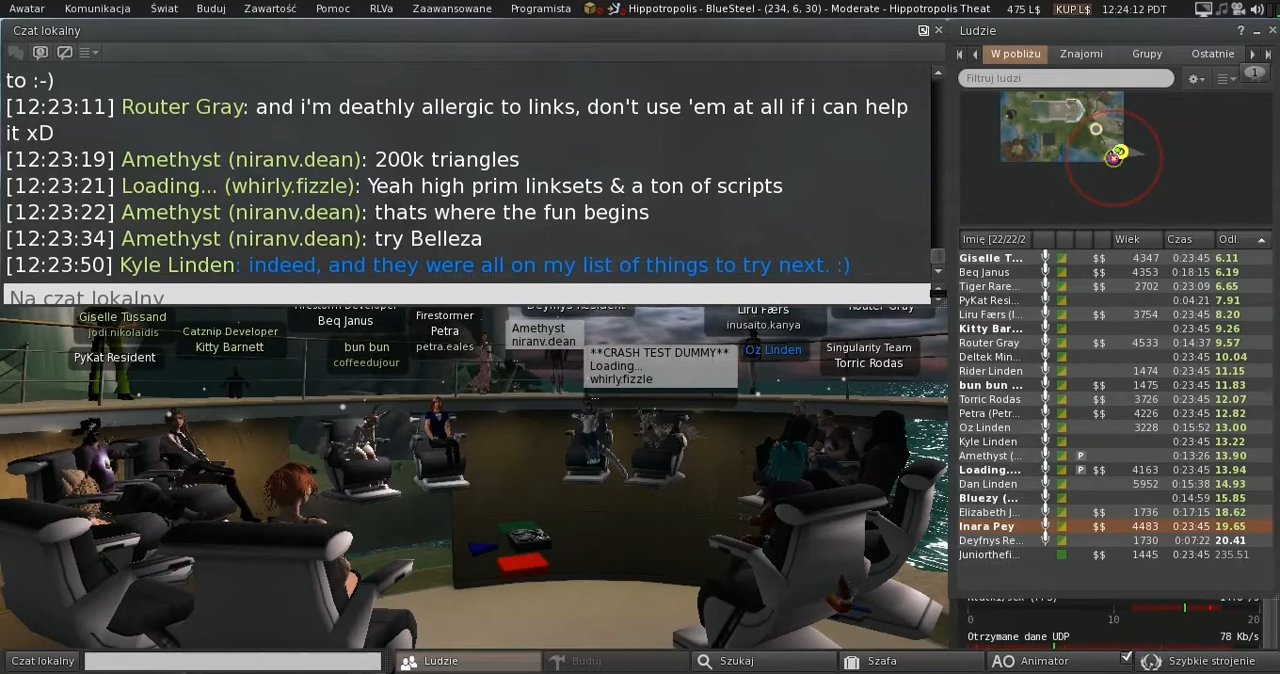 Awatar Komunikacja Świat Buduj Zawartość Pomoc RLVa Zaawansowane Programista Hippotropolis - BlueSteel - (234, 6, 30) - Moderate - Hippotropolis Theat 475 L$ KUP L$ 12:24:12 PDT
Czat lokalny
to :-)
[12:23:11] Router Gray: and i'm deathly allergic to links, don't use 'em at all if i can help
it xD
[12:23:19] Amethyst (niranv.dean): 200k triangles
[12:23:21] Loading... (whirly.fizzle): Yeah high prim linksets & a ton of scripts
[12:23:22] Amethyst (niranv.dean): thats where the fun begins
[12:23:34] Amethyst (niranv.dean): try Belleza
[12:23:50] Kyle Linden: indeed, and they were all on my list of things to try next. :)
Na czat lokalny
Giselle Tussand
jodi.nikolaidis
PyKat Resident
Catznip Developer
Kitty Barnett
Firestorm Developer
Beq Janus
bun bun
coffeedujour
Firestormer
Petra
petra.eales
Deyfnys Resident
Amethyst
niranv.dean
**CRASH TEST DUMMY**
Loading...
whirly.fizzle
...
Liru Færs
inusaito.kanya
Oz Linden
Router Gray
Singularity Team
Torric Rodas
Ludzie
W pobliżu Znajomi Grupy Ostatnie
Filtruj ludzi
1
Imię [22/22/2 Wiek Czas Odl.
Giselle T... $$ 4347 0:23:45 6.11
Beq Janus 4353 0:18:15 6.19
Tiger Rare... $$ 2702 0:23:09 6.65
PyKat Resi... 0:04:21 7.91
Liru Færs (I... $$ 3754 0:23:45 8.20
Kitty Bar... 0:23:45 9.26
Router Gray $$ 4533 0:14:37 9.57
Deltek Min... 0:23:45 10.04
Rider Linden 1474 0:23:45 11.15
bun bun ... $$ 1475 0:23:45 11.83
Torric Rodas $$ 3726 0:23:45 12.07
Petra (Petr... $$ 4226 0:23:45 12.82
Oz Linden 3228 0:15:52 13.00
Kyle Linden 0:23:45 13.22
Amethyst (... P 0:13:26 13.90
Loading.... P $$ 4163 0:23:45 13.94
Dan Linden 5952 0:15:38 14.93
Bluezy (... 0:14:59 15.85
Elizabeth J... $$ 1736 0:17:15 18.62
Inara Pey $$ 4483 0:23:45 19.65
Deyfnys Re... 1730 0:07:22 20.41
Juniorthefi... $$ 1445 0:23:45 235.51
0 10 20
Otrzymane dane UDP 78 Kb/s
Czat lokalny Ludzie Buduj Szukaj Szafa AO Animator Szybkie strojenie